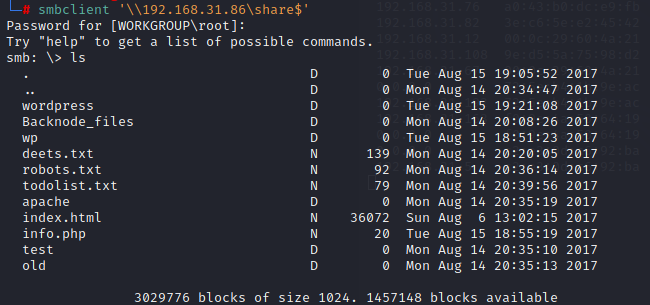 └─# smbclient '\\192.168.31.86\share$'
Password for [WORKGROUP\root]:
Try "help" to get a list of possible commands.
smb: \> ls
. D 0 Tue Aug 15 19:05:52 2017
.. D 0 Mon Aug 14 20:34:47 2017
wordpress D 0 Tue Aug 15 19:21:08 2017
Backnode_files D 0 Mon Aug 14 20:08:26 2017
wp D 0 Tue Aug 15 18:51:23 2017
deets.txt N 139 Mon Aug 14 20:20:05 2017
robots.txt N 92 Mon Aug 14 20:36:14 2017
todolist.txt N 79 Mon Aug 14 20:39:56 2017
apache D 0 Mon Aug 14 20:35:19 2017
index.html N 36072 Sun Aug 6 13:02:15 2017
info.php N 20 Tue Aug 15 18:55:19 2017
test D 0 Mon Aug 14 20:35:10 2017
old D 0 Mon Aug 14 20:35:13 2017
3029776 blocks of size 1024. 1457148 blocks available